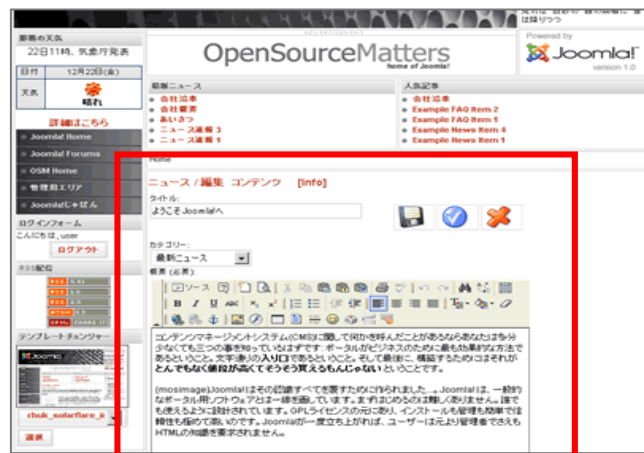 は降りつつ
ADVERTISEMENT
那覇の天気
22日11時、気象庁発表
日付 12月22日(金)
天気
晴れ
詳細はこちら
OpenSourceMatters
home of Joomla!
Powered by
Joomla!
version 1.0
最新ニュース
会社沿革
会社概要
あいさつ
ニュース速報 3
ニュース速報 1
人気記事
会社沿革
Example FAQ Item 2
Example FAQ Item 1
Example News Item 4
Example News Item 1
Joomla! Home
Joomla! Forums
OSM Home
管理用エリア
Joomla!じゃぱん
ログインフォーム
こんにちは, user
ログアウト
RSS配信
テンプレートチェンジャー
rhuk_solarflare_ii
選択
Home
ニュース / 編集 コンテンツ [Info]
タイトル:
ようこそ Joomla!へ
カテゴリー:
最新ニュース
概要 (必要):
ソース
コンテンツマネージメントシステム(CMS)に関して何かを呼んだことがあるならあなたは多分
少なくても三つの事を知っているはずです: ポータルがビジネスのために最も効果的な方法で
あるということ。文字通りの入り口であるということ。そして最後に、構築するためにはそれが
とんでもなく値段が高くてそうそう買えるもんじゃないということです。
{mosimage}Joomla!はその認識すべてを覆すために作られました...。Joomla!は、一般的
なポータル用ソフトウェアとは一線を画しています。まずはじめるのは難しくありません。誰で
も使えるように設計されています。GPLライセンスの元にあり、インストールも管理も簡単で信
頼性も極めて高いのです。Joomla!が一度立ち上がれば、ユーザーは元より管理者でさえも
HTMLの知識を要求されません。